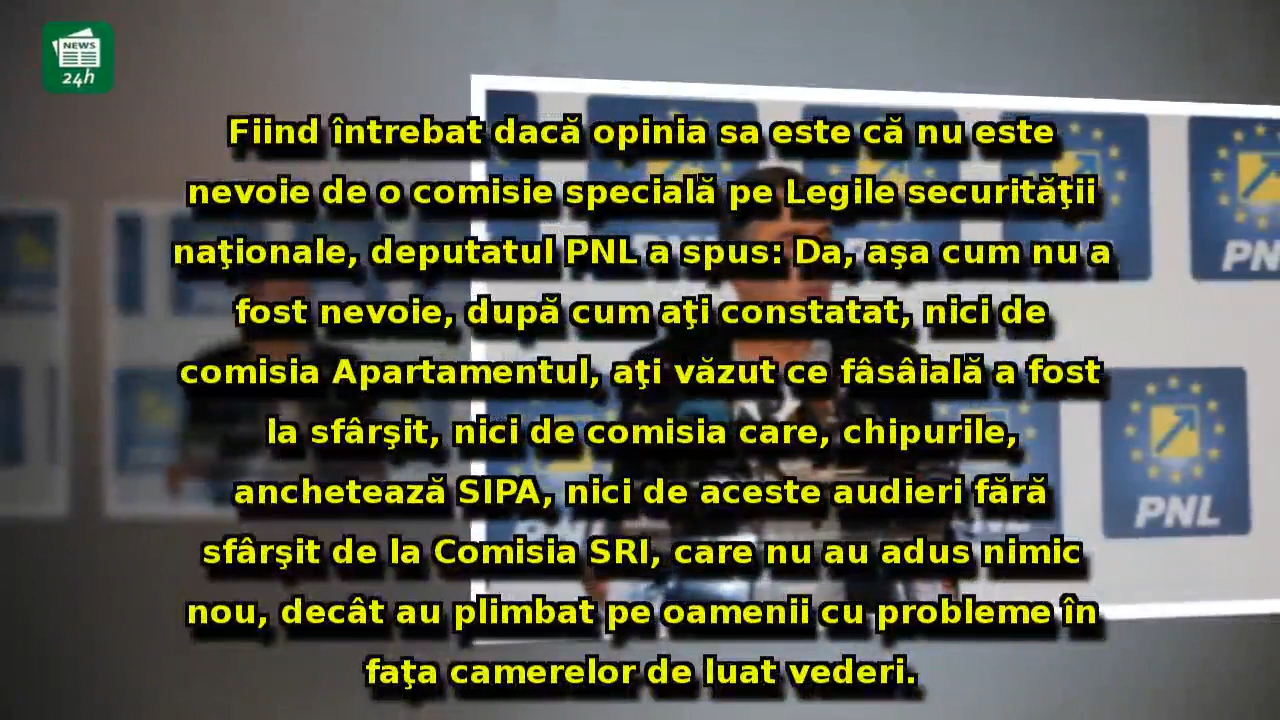 NEWS
24h
Fiind întrebat dacă opinia sa este că nu este
nevoie de o comisie specială pe Legile securităţii
naţionale, deputatul PNL a spus: Da, aşa cum nu a
fost nevoie, după cum aţi constatat, nici de
comisia Apartamentul, aţi văzut ce fâsâială a fost
la sfârşit, nici de comisia care, chipurile,
anchetează SIPA, nici de aceste audieri fără
sfârşit de la Comisia SRI, care nu au adus nimic
nou, decât au plimbat pe oamenii cu probleme în
faţa camerelor de luat vederi.
PNL